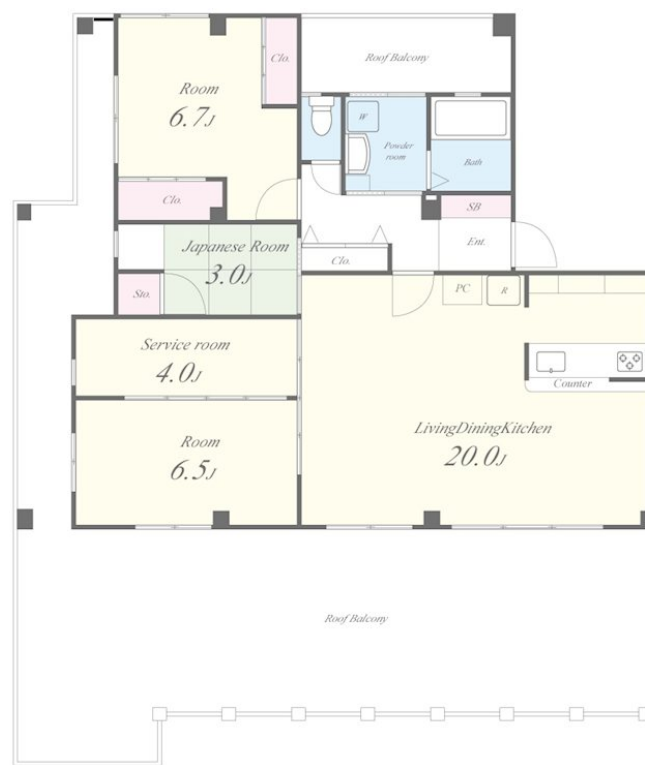 Roof Balcony
Clo.
Room
6.7J
W
Powder
room
Bath
Clo.
SB
Ent.
Japanese Room
3.0J
Clo.
Sto.
PC
R
Service room
4.0J
Counter
Room
6.5J
LivingDiningKitchen
20.0J
Roof Balcony